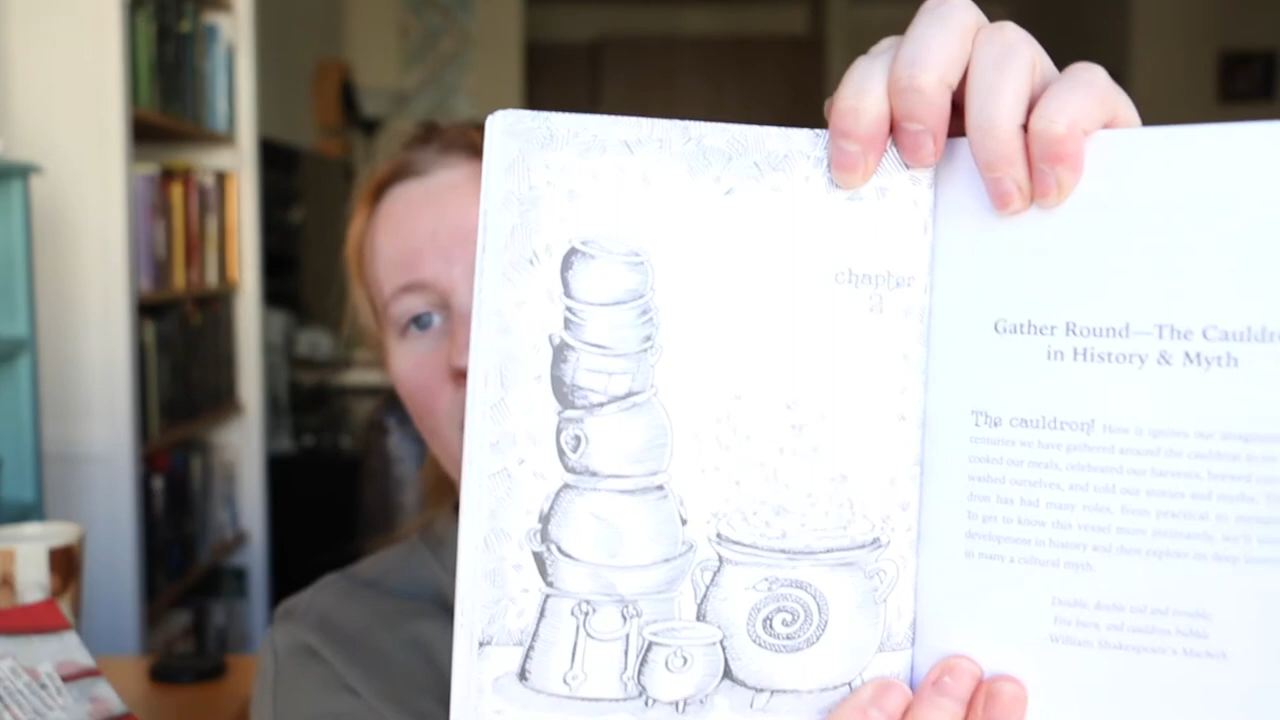 chapter
2
Gather Round—The Cauldro
in History & Myth
The cauldron! How it ignites our
centuries we have gathered around the cauldron
cooked our meals, celebrated our harvests, brewed
washed ourselves, and told our stories and myths.
dron has had many roles, from practical to
To get to know this vessel more intimately, we'll
development in history and then explore its deep
in many a cultural myth.
Double, double toil and trouble;
Fire burn, and cauldron bubble
—William Shakespeare's Macbeth